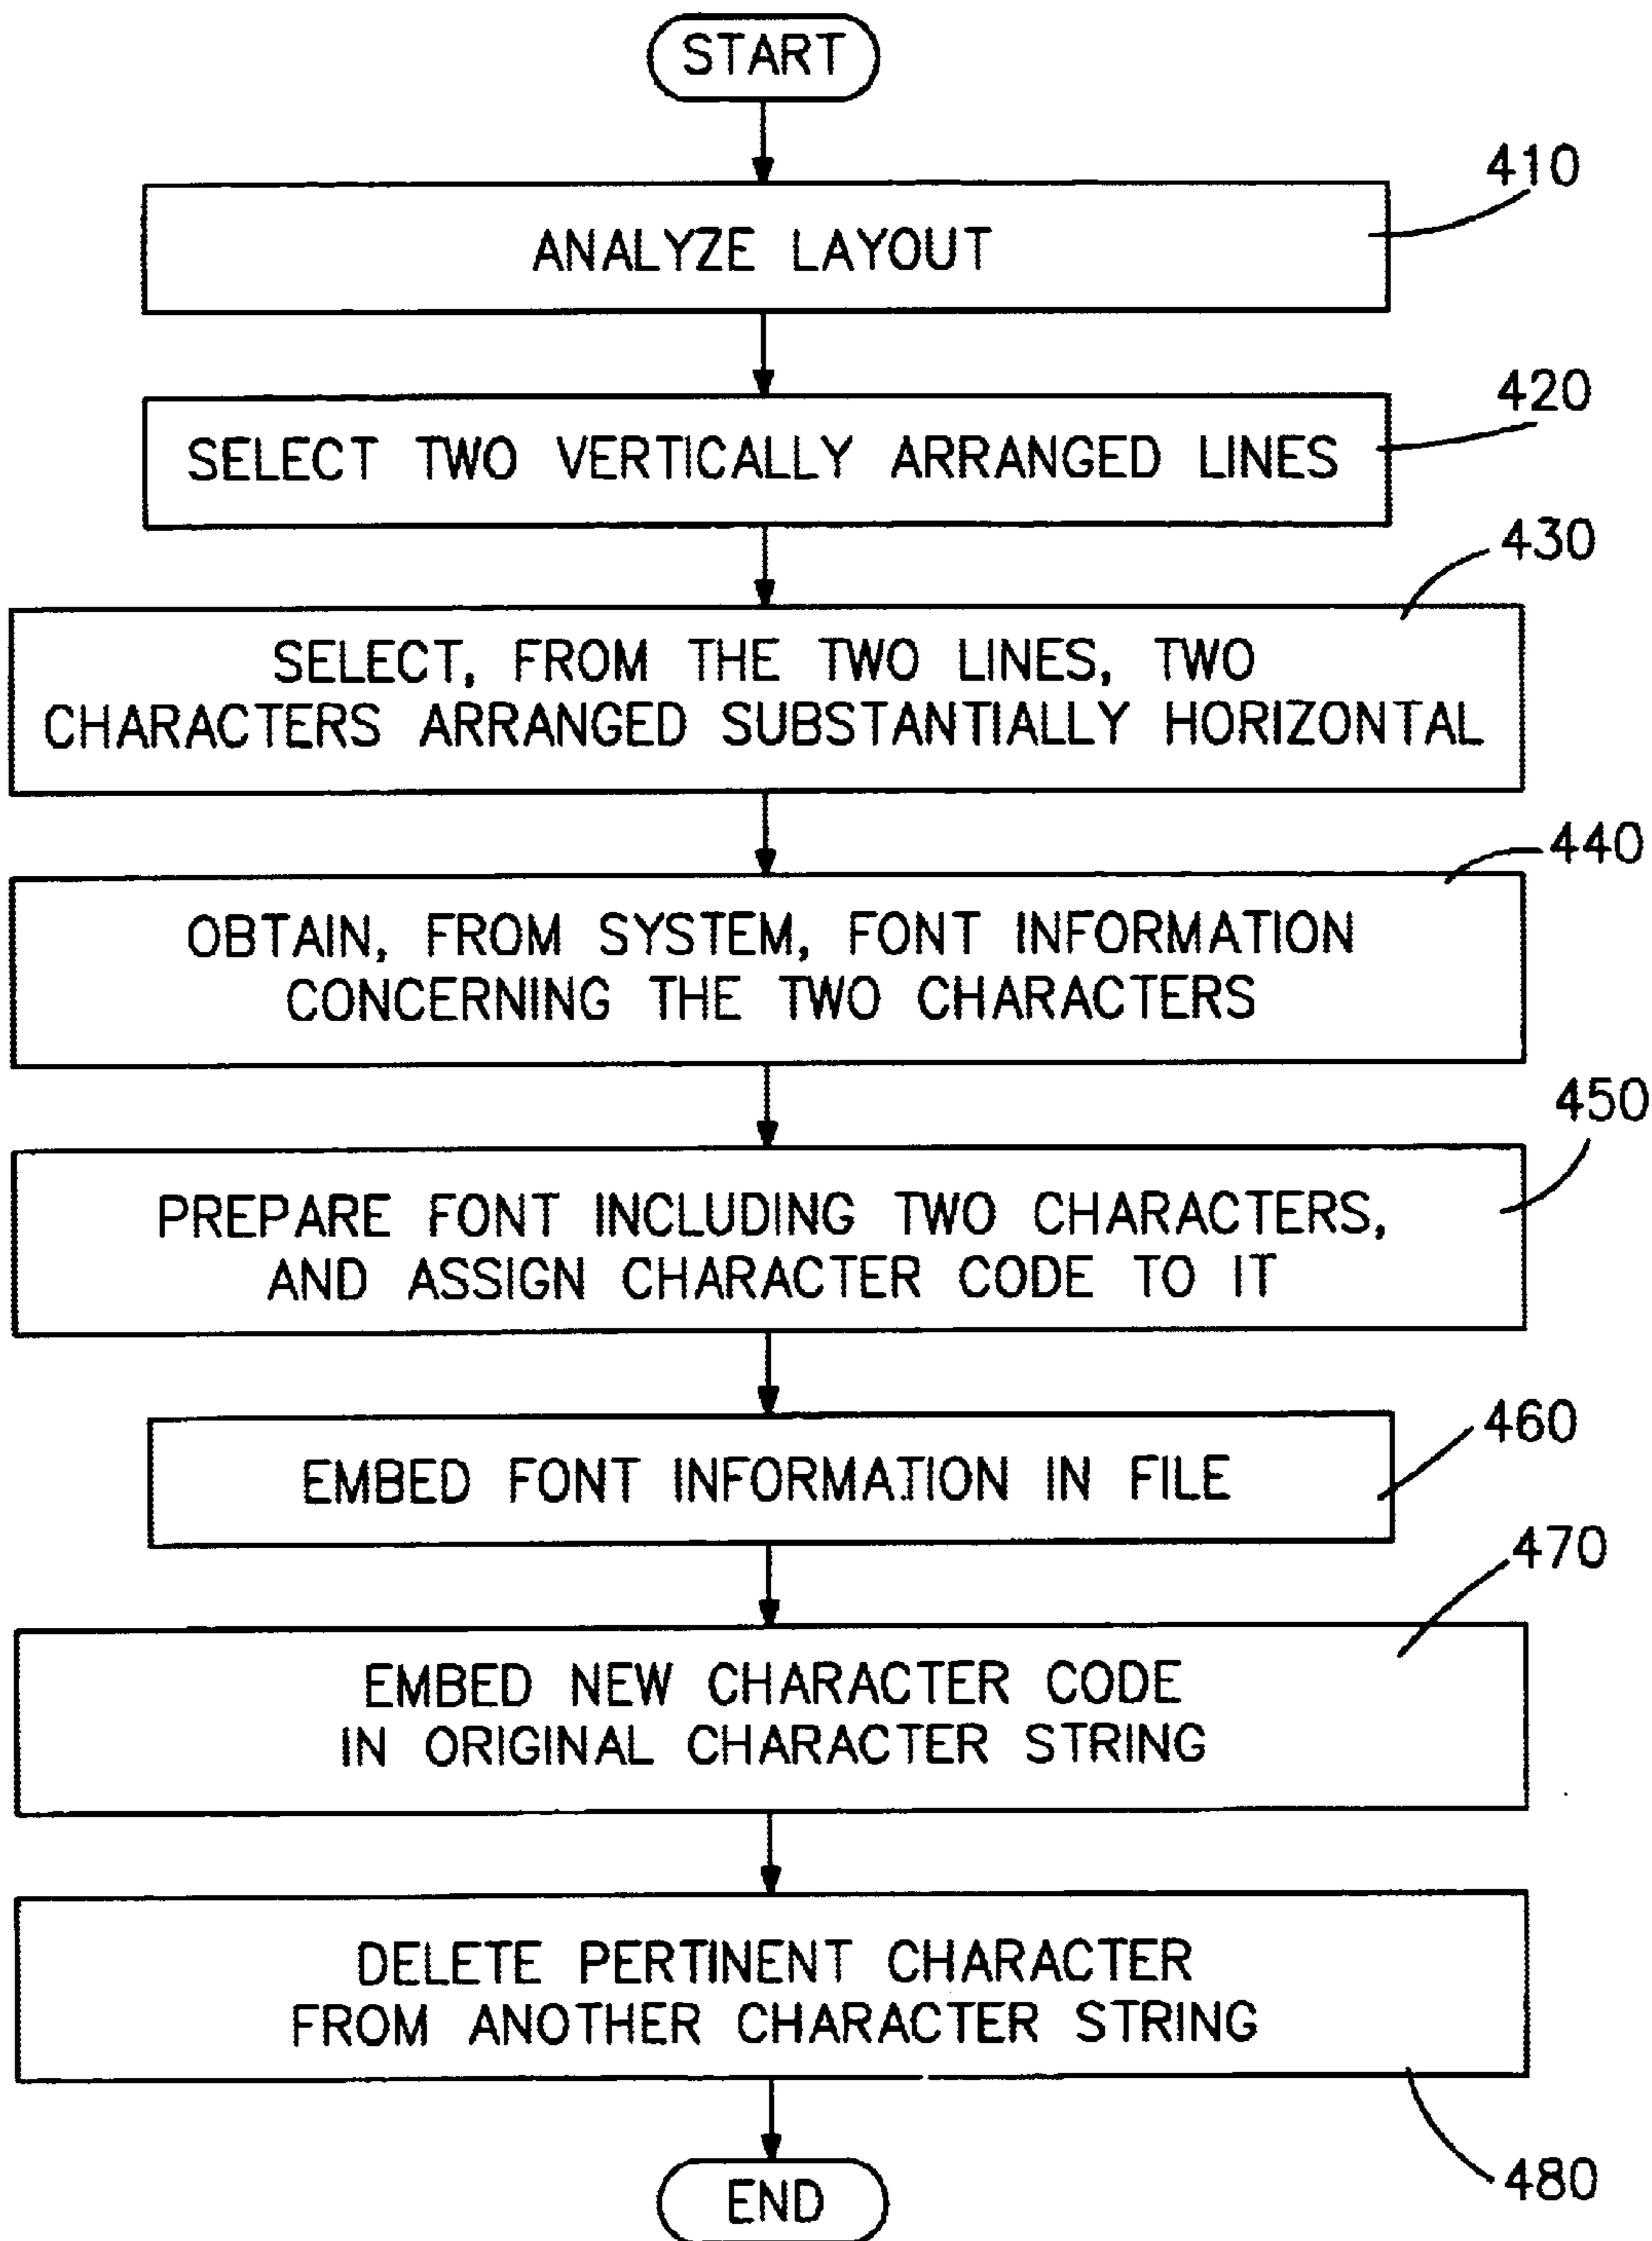 START
410
ANALYZE LAYOUT
420
SELECT TWO VERTICALLY ARRANGED LINES
430
SELECT, FROM THE TWO LINES, TWO
CHARACTERS ARRANGED SUBSTANTIALLY HORIZONTAL
440
OBTAIN, FROM SYSTEM, FONT INFORMATION
CONCERNING THE TWO CHARACTERS
450
PREPARE FONT INCLUDING TWO CHARACTERS,
AND ASSIGN CHARACTER CODE TO IT
460
EMBED FONT INFORMATION IN FILE
470
EMBED NEW CHARACTER CODE
IN ORIGINAL CHARACTER STRING
DELETE PERTINENT CHARACTER
FROM ANOTHER CHARACTER STRING
480
END